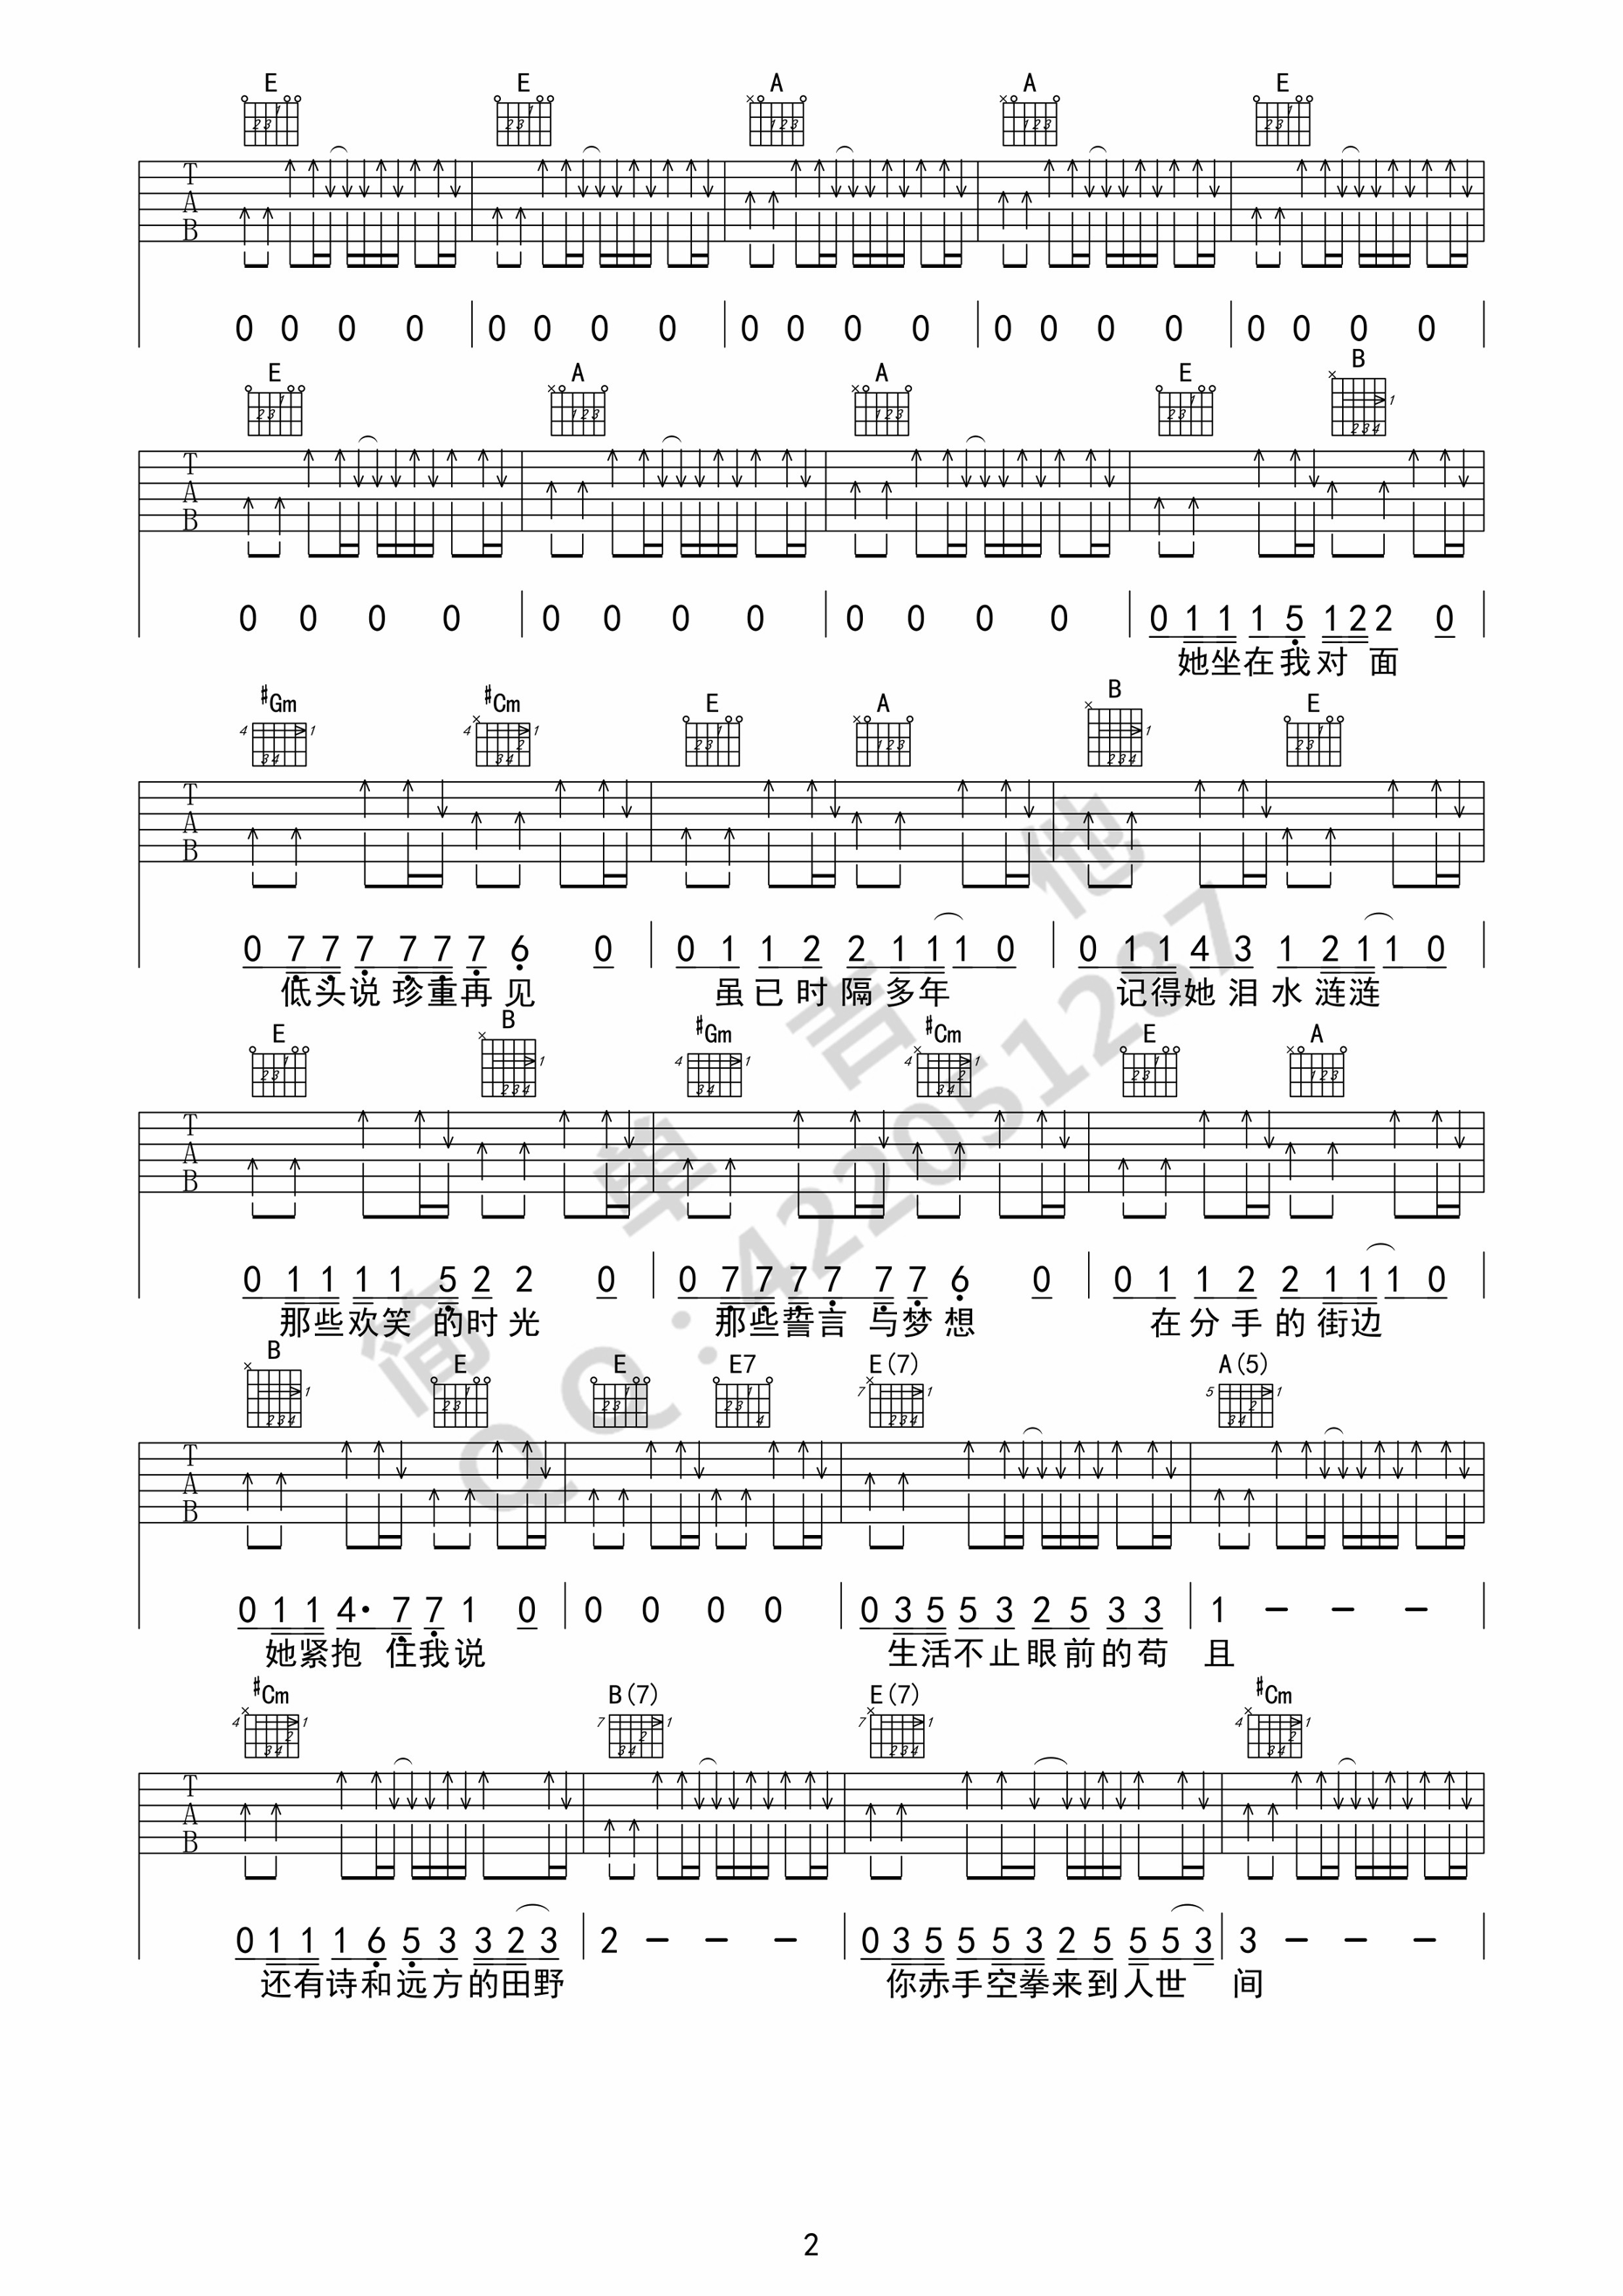 E E A A E
T A B
0 0 0 0 | 0 0 0 0 | 0 0 0 0 | 0 0 0 0 | 0 0 0 0
E A A E B
T A B
0 0 0 0 | 0 0 0 0 | 0 0 0 0 | 0 1 1 1 5 1 2 2 0
她坐在我对 面
#Gm #Cm E A B E
T A B
0 7 7 7 7 7 7 6 0 | 0 1 1 2 2 1 1 1 0 | 0 1 1 4 3 1 2 1 1 0
低头说 珍重再 见 虽已时隔多年 记得她泪水涟涟
E B #Gm #Cm E A
T A B
0 1 1 1 1 5 2 2 0 | 0 7 7 7 7 7 7 6 0 | 0 1 1 2 2 1 1 1 0
那些欢笑 的时光 那些誓言 与梦想 在分手的街边
B E E E7 E(7) A(5)
T A B
0 1 1 4· 7 7 1 0 | 0 0 0 0 | 0 3 5 5 3 2 5 3 3 | 1 - - -
她紧抱 住我说 生活不止眼前的苟 且
#Cm B(7) E(7) #Cm
T A B
0 1 1 1 6 5 3 3 2 3 | 2 - - - | 0 3 5 5 5 3 2 5 5 5 3 | 3 - - -
还有诗和远方的田野 你赤手空拳来到人世 间
简单吉他
QQ:422051287
2